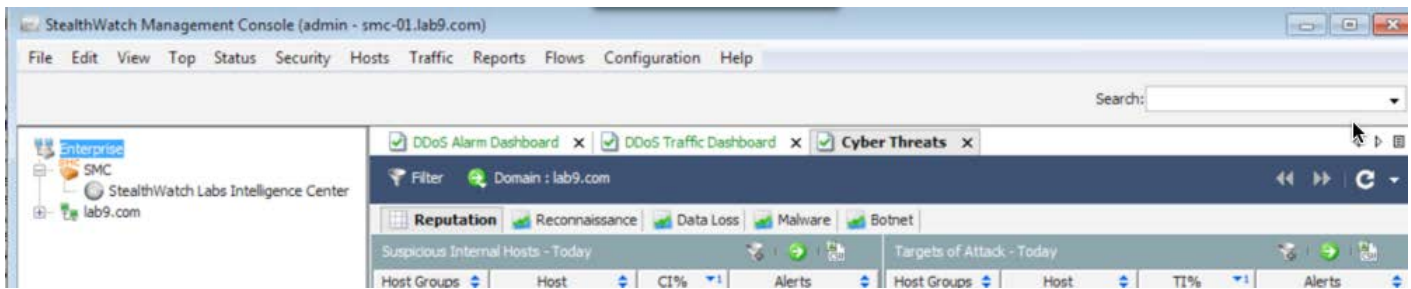 StealthWatch Management Console (admin - smc-01.lab9.com)
File Edit View Top Status Security Hosts Traffic Reports Flows Configuration Help
Search:
Enterprise
SMC
StealthWatch Labs Intelligence Center
lab9.com
DDoS Alarm Dashboard x DDoS Traffic Dashboard x Cyber Threats x
Filter Domain : lab9.com
Reputation Reconnaissance Data Loss Malware Botnet
Suspicious Internal Hosts - Today Targets of Attack - Today
Host Groups Host CI% 1 Alerts Host Groups Host TI% 1 Alerts